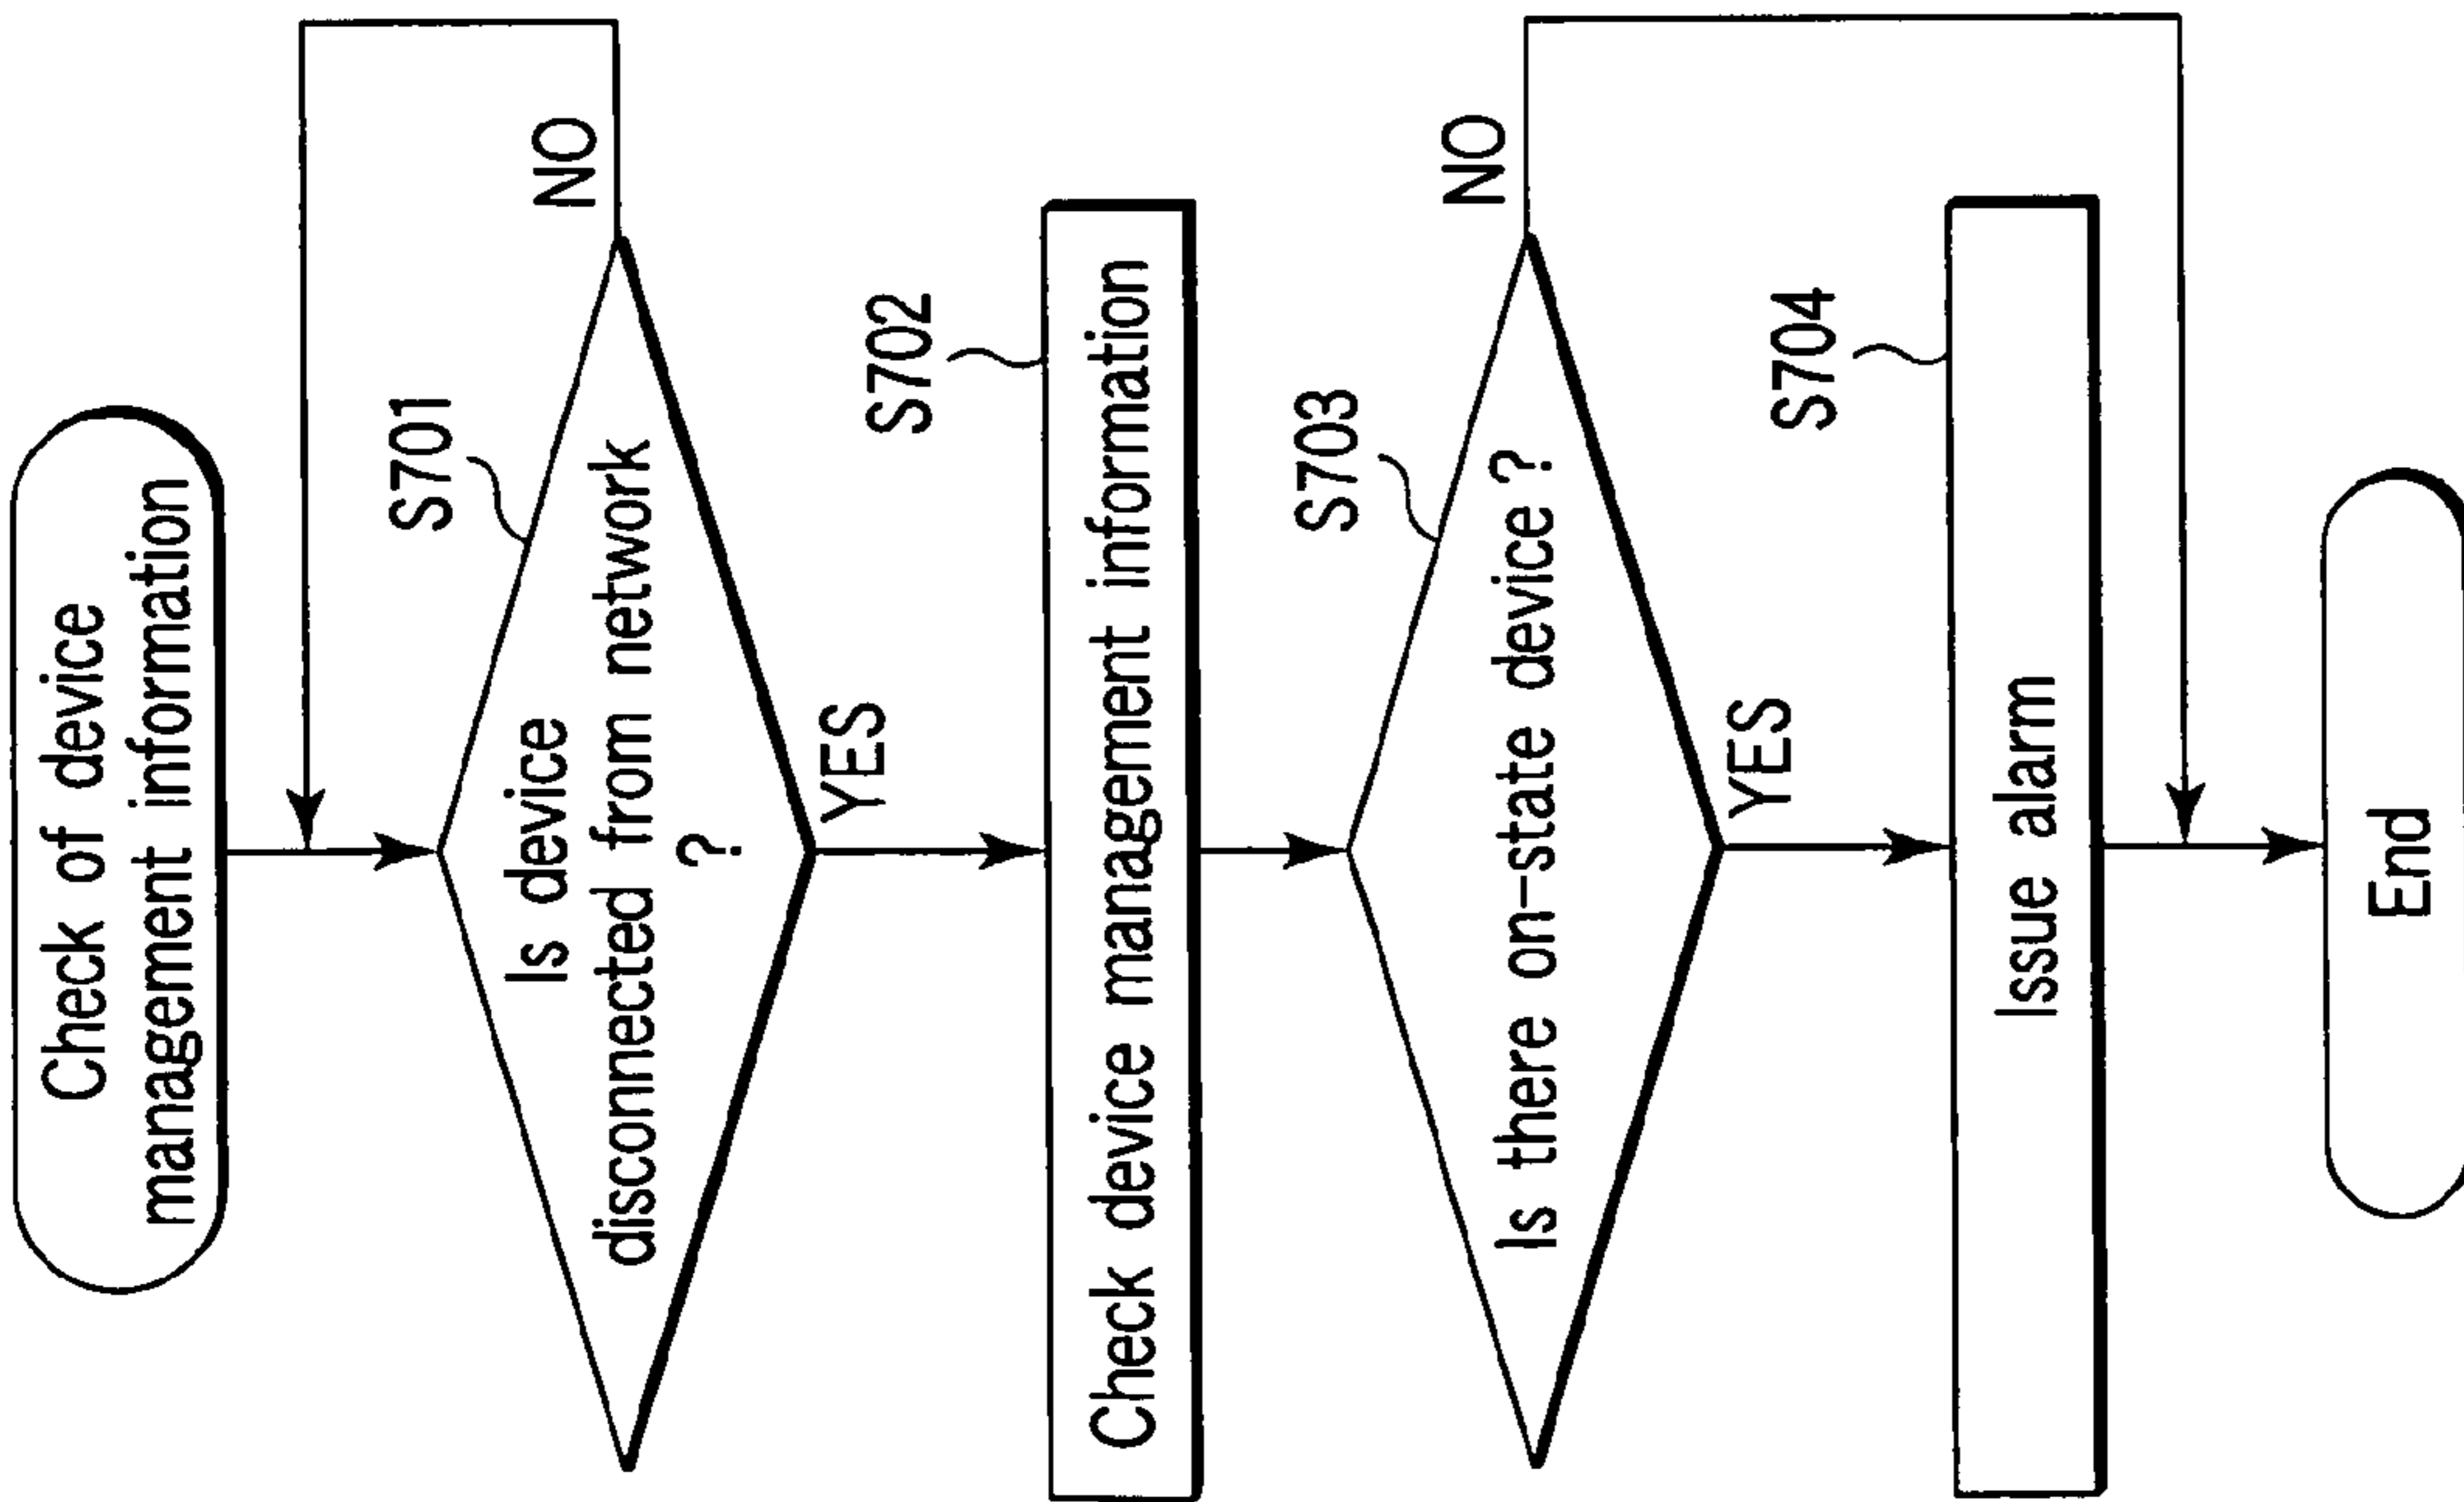 Check of device
management information
S701
Is device
disconnected from network
?
NO
YES
S702
Check device management information
S703
Is there on-state device ?
NO
YES
S704
Issue alarm
End